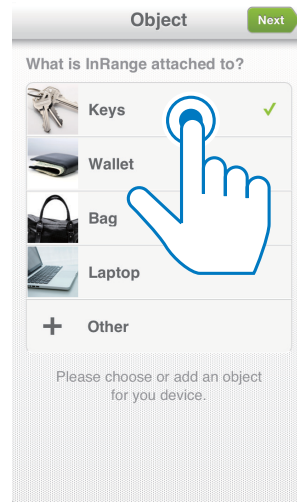 Object
Next
What is InRange attached to?
Keys
Wallet
Bag
Laptop
Other
Please choose or add an object
for you device.